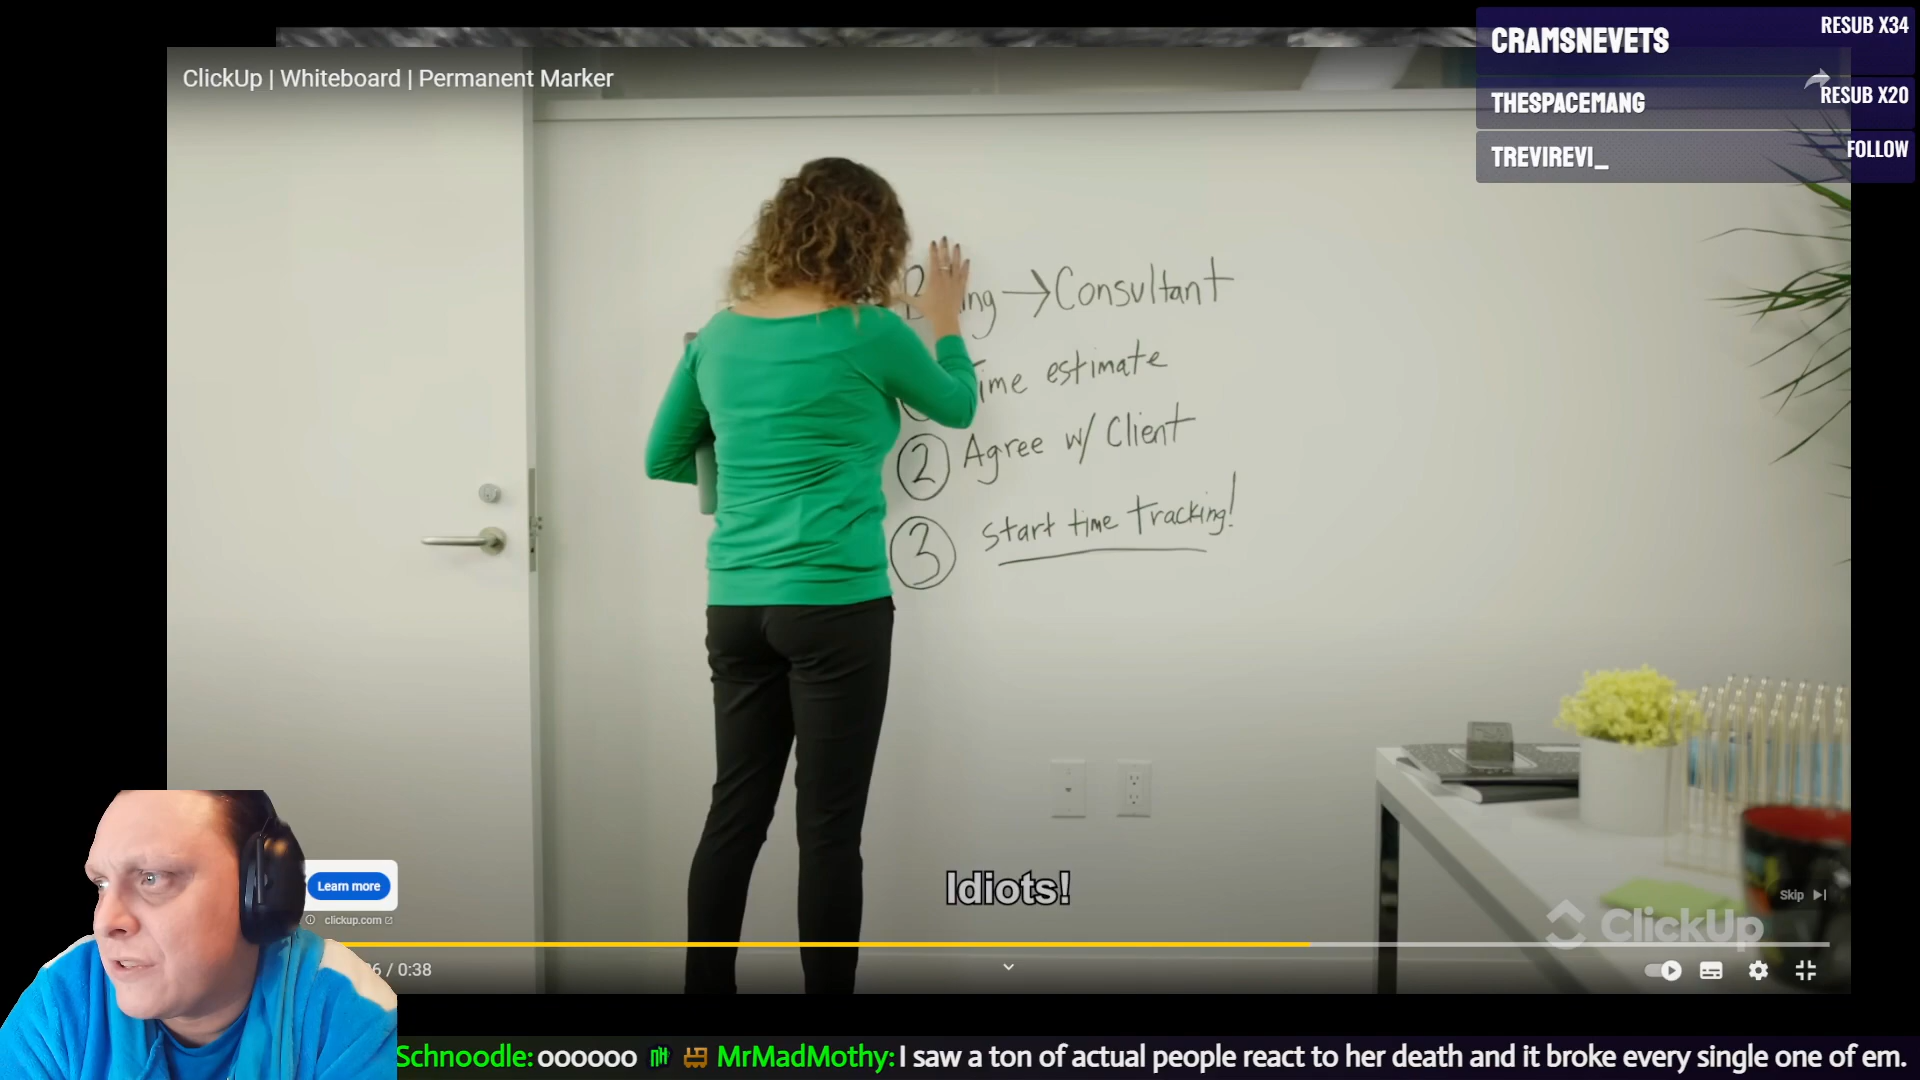 CRAMSNEVETS RESUB X34
THESPACEMANG RESUB X20
TREVIREVI_ FOLLOW
ClickUp | Whiteboard | Permanent Marker
→ Consultant
estimate
② Agree w/ Client
③ Start time tracking!
Idiots!
Learn more
clickup.com
Skip
ClickUp
/ 0:38
Schnoodle: oooooo MrMadMothy: I saw a ton of actual people react to her death and it broke every single one of em.